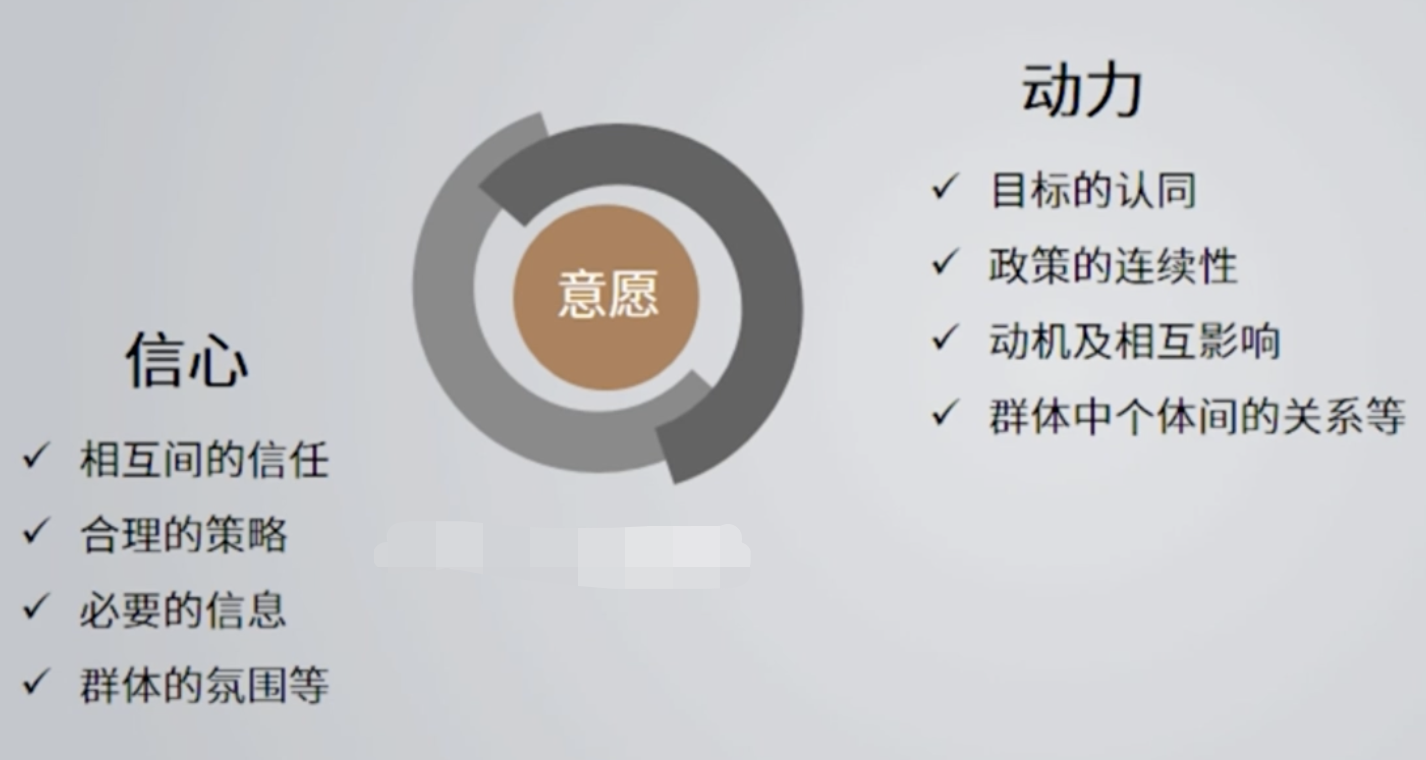 动力
✓ 目标的认同
✓ 政策的连续性
✓ 动机及相互影响
✓ 群体中个体间的关系等
意愿
信心
✓ 相互间的信任
✓ 合理的策略
✓ 必要的信息
✓ 群体的氛围等